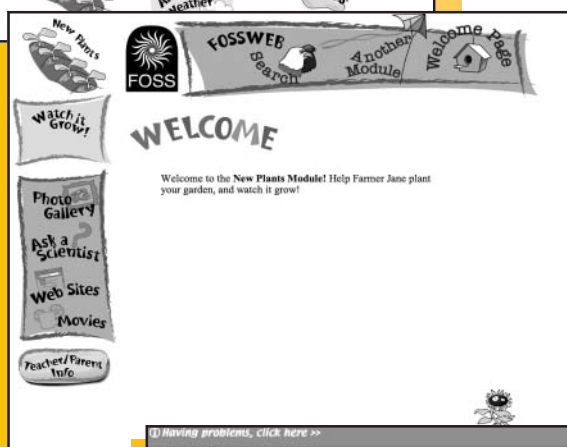 Weather
New Plants
FOSS
FOSSWEB
Search
Another
Module
Welcome Page
Watch it
Grow!
WELCOME
Welcome to the New Plants Module! Help Farmer Jane plant
your garden, and watch it grow!
Photo
Gallery
Ask a
Scientist
Web Sites
Movies
Teacher/Parent
Info
Having problems, click here >>